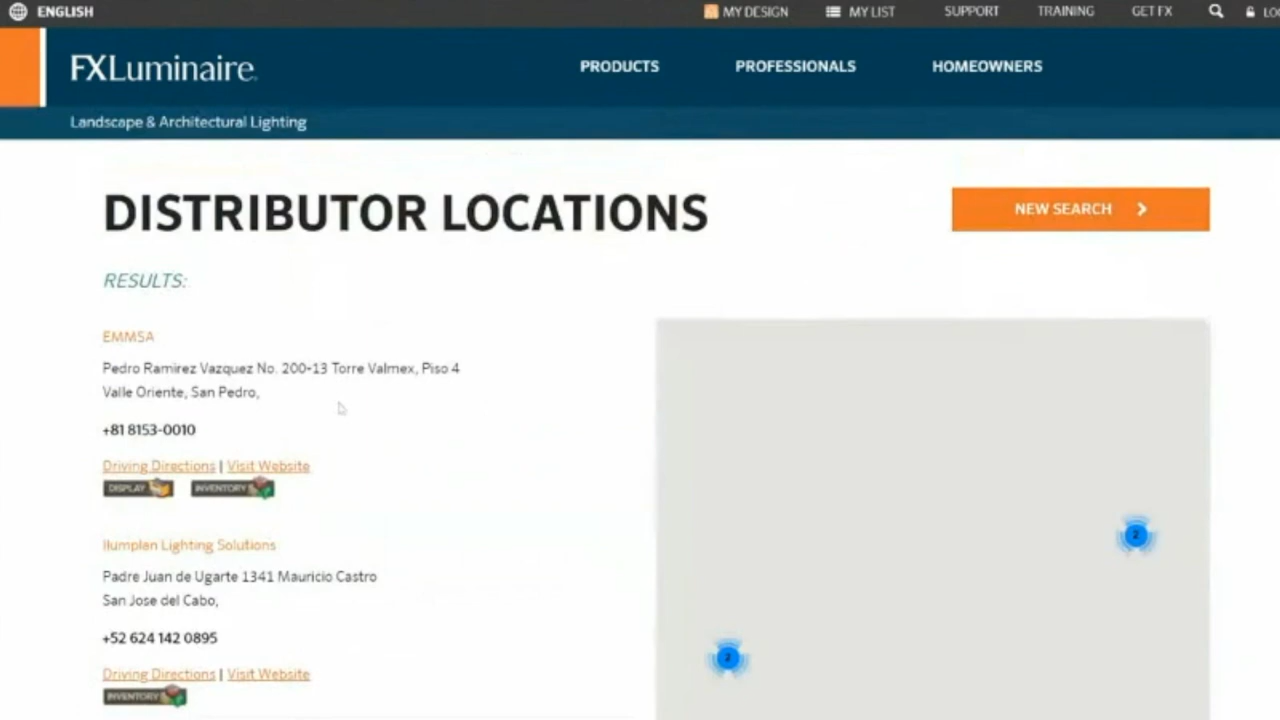 ENGLISH
MY DESIGN
MY LIST
SUPPORT
TRAINING
GET FX
LO
FXLuminaire.
PRODUCTS
PROFESSIONALS
HOMEOWNERS
Landscape & Architectural Lighting
DISTRIBUTOR LOCATIONS
NEW SEARCH
RESULTS:
EMMSA
Pedro Ramirez Vazquez No. 200-13 Torre Valmex, Piso 4
Valle Oriente, San Pedro,
+81 8153-0010
Driving Directions | Visit Website
DISPLAY
INVENTORY
2
Ilumplan Lighting Solutions
Padre Juan de Ugarte 1341 Mauricio Castro
San Jose del Cabo,
+52 624 142 0895
2
Driving Directions | Visit Website
INVENTORY